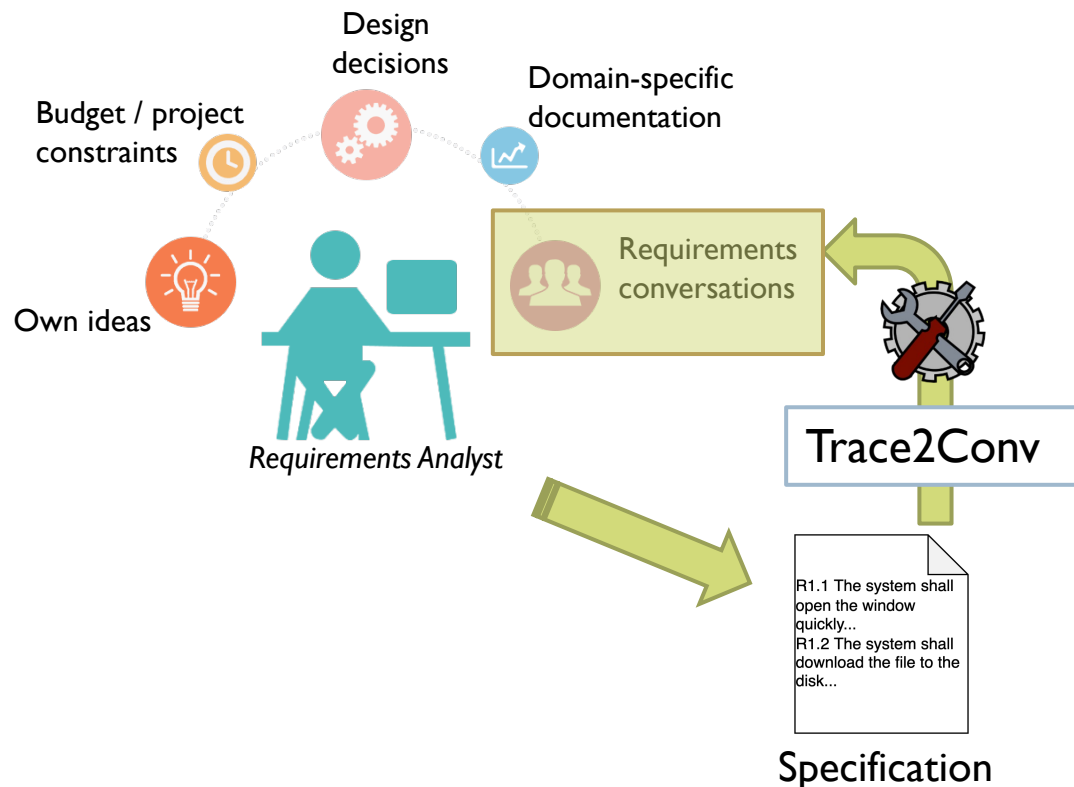 Design
decisions
Domain-specific
documentation
Budget / project
constraints
Requirements
conversations
Own ideas
Requirements Analyst
Trace2Conv
R1.1 The system shall
open the window
quickly...
R1.2 The system shall
download the file to the
disk...
Specification